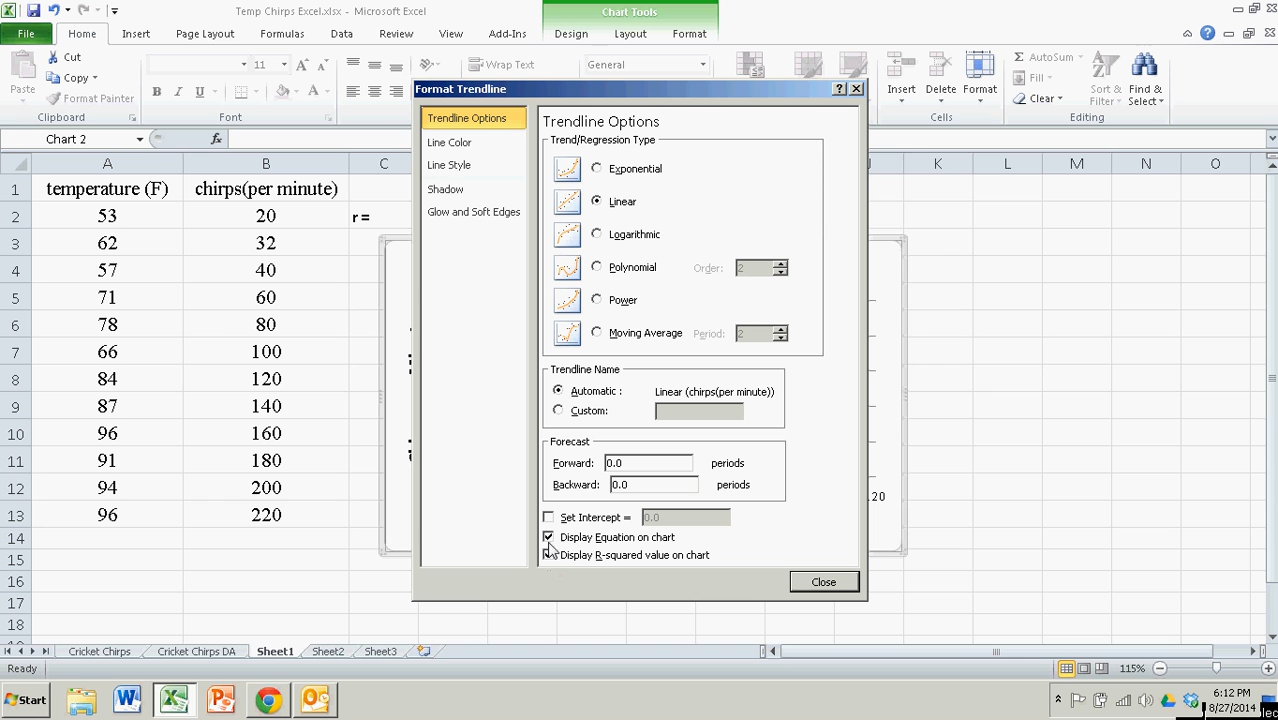 Temp Chirps Excel.xlsx - Microsoft Excel
Chart Tools
File Home Insert Page Layout Formulas Data Review View Add-Ins Design Layout Format
Paste
Cut
Copy
Format Painter
Clipboard
11
B I U
Font
Wrap Text
General
Insert
Delete
Format
Cells
AutoSum
Fill
Clear
Sort & Filter
Find & Select
Editing
Chart 2
fx
A B C K L M N O
1 temperature (F) chirps(per minute)
2 53 20 r =
3 62 32
4 57 40
5 71 60
6 78 80
7 66 100
8 84 120
9 87 140
10 96 160
11 91 180
12 94 200
13 96 220
14
15
16
17
18
Format Trendline
Trendline Options
Line Color
Line Style
Shadow
Glow and Soft Edges
Trendline Options
Trend/Regression Type
Exponential
Linear
Logarithmic
Polynomial Order: 2
Power
Moving Average Period: 2
Trendline Name
Automatic : Linear (chirps(per minute))
Custom:
Forecast
Forward: 0.0 periods
Backward: 0.0 periods
Set Intercept = 0.0
Display Equation on chart
Display R-squared value on chart
Close
Cricket Chirps Cricket Chirps DA Sheet1 Sheet2 Sheet3
Ready
115%
Start
6:12 PM
8/27/2014